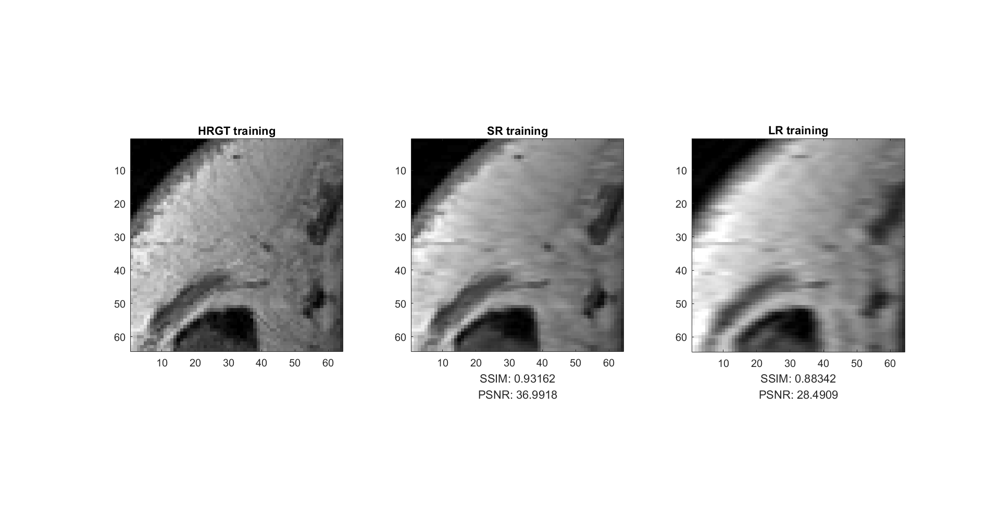 HRGT training
10
20
30
40
50
60
10 20 30 40 50 60
SR training
10
20
30
40
50
60
10 20 30 40 50 60
SSIM: 0.93162
PSNR: 36.9918
LR training
10
20
30
40
50
60
10 20 30 40 50 60
SSIM: 0.88342
PSNR: 28.4909